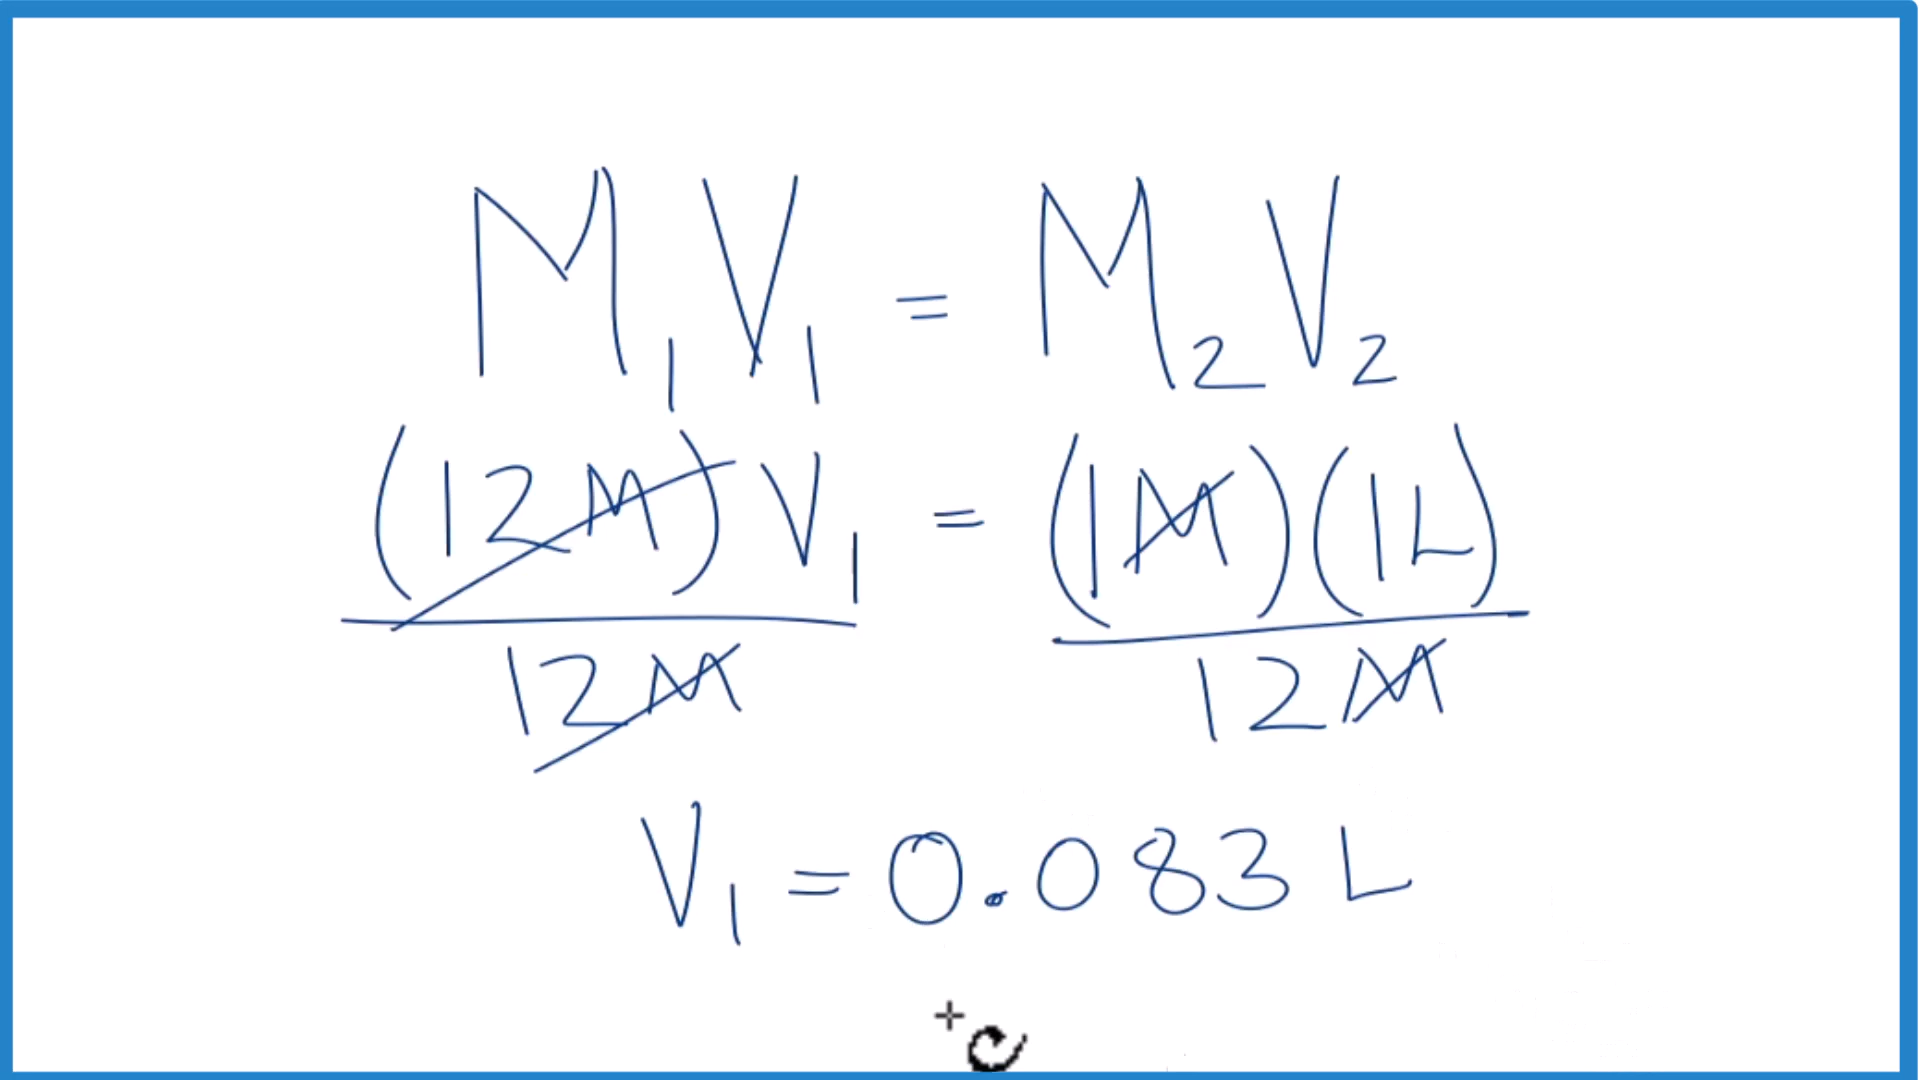 M₁V₁ = M₂V₂
(12M)V₁ = (1M)(1L)
12M 12M
V₁ = 0.083 L